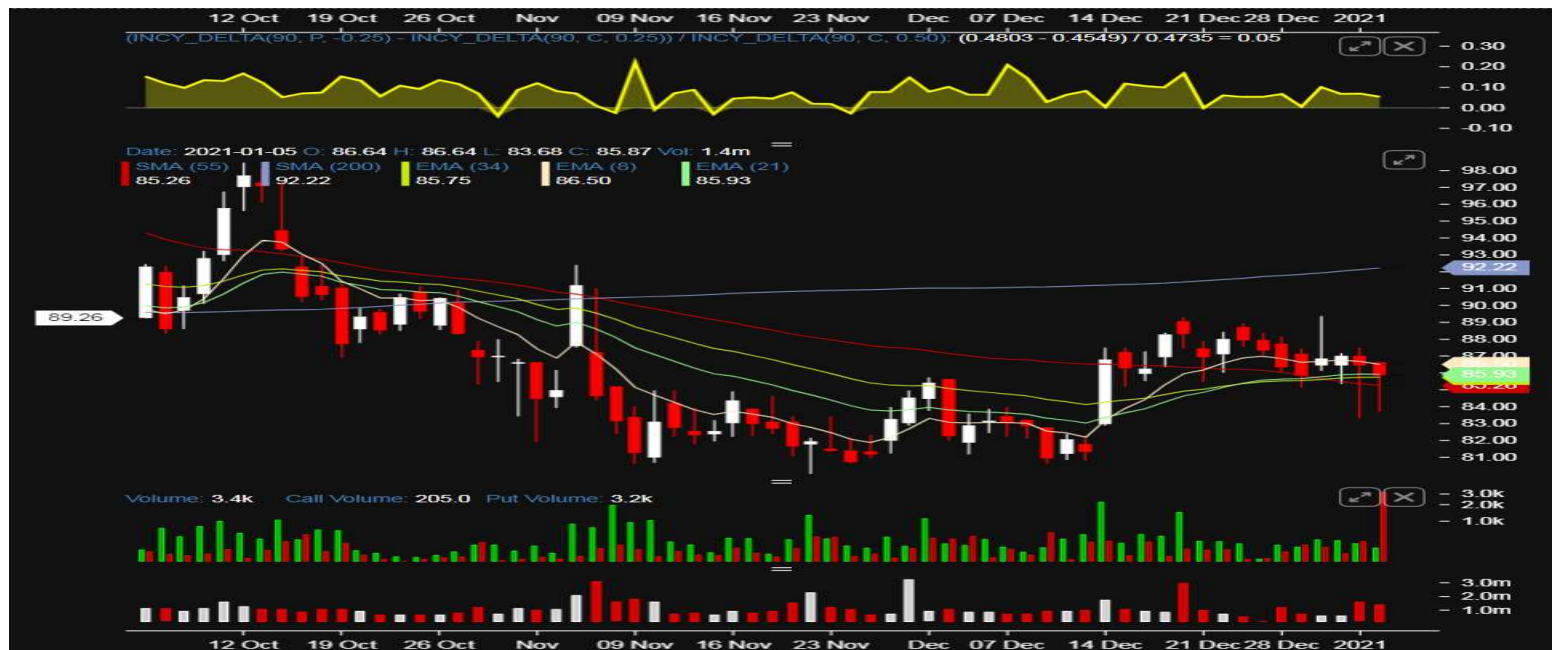 12 Oct 19 Oct 26 Oct Nov 09 Nov 16 Nov 23 Nov Dec 07 Dec 14 Dec 21 Dec 28 Dec 2021
(INCY_DELTA(90, P, -0.25) - INCY_DELTA(90, C, 0.25)) / INCY_DELTA(90, C, 0.50): (0.4803 - 0.4549) / 0.4735 = 0.05
0.30
0.20
0.10
0.00
-0.10
Date: 2021-01-05 O: 86.64 H: 86.64 L: 83.68 C: 85.87 Vol: 1.4m
SMA (55) SMA (200) EMA (34) EMA (8) EMA (21)
85.26 92.22 85.75 86.50 85.93
98.00
97.00
96.00
95.00
94.00
93.00
92.22
91.00
90.00
89.26
89.00
88.00
87.00
85.93
84.00
83.00
82.00
81.00
Volume: 3.4k Call Volume: 205.0 Put Volume: 3.2k
3.0k
2.0k
1.0k
3.0m
2.0m
1.0m
12 Oct 19 Oct 26 Oct Nov 09 Nov 16 Nov 23 Nov Dec 07 Dec 14 Dec 21 Dec 28 Dec 2021